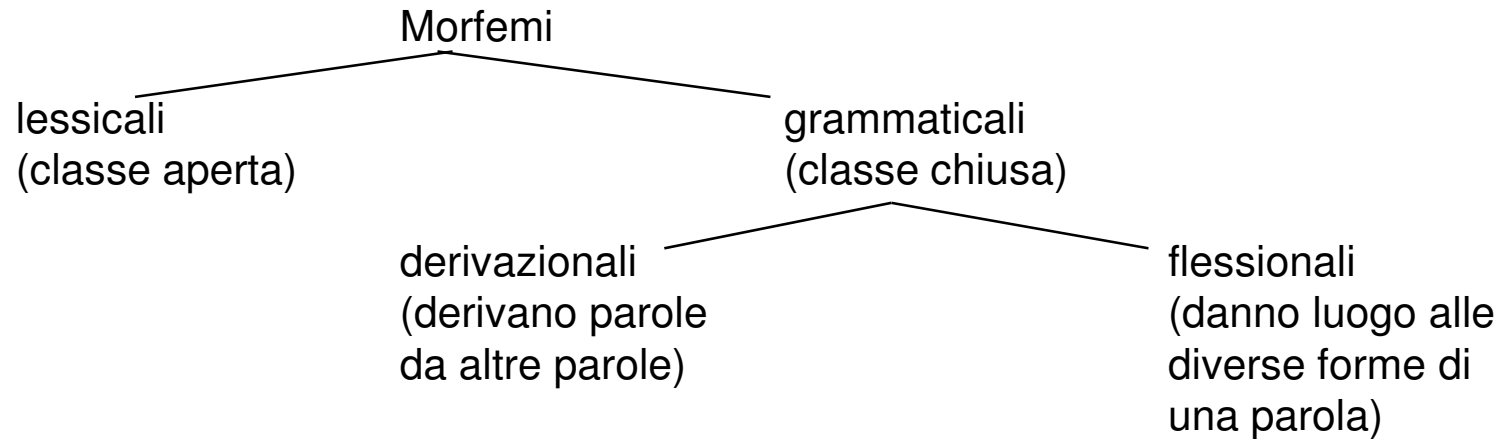 Morfemi
lessicali
(classe aperta)
grammaticali
(classe chiusa)
derivazionali
(derivano parole
da altre parole)
flessionali
(danno luogo alle
diverse forme di
una parola)